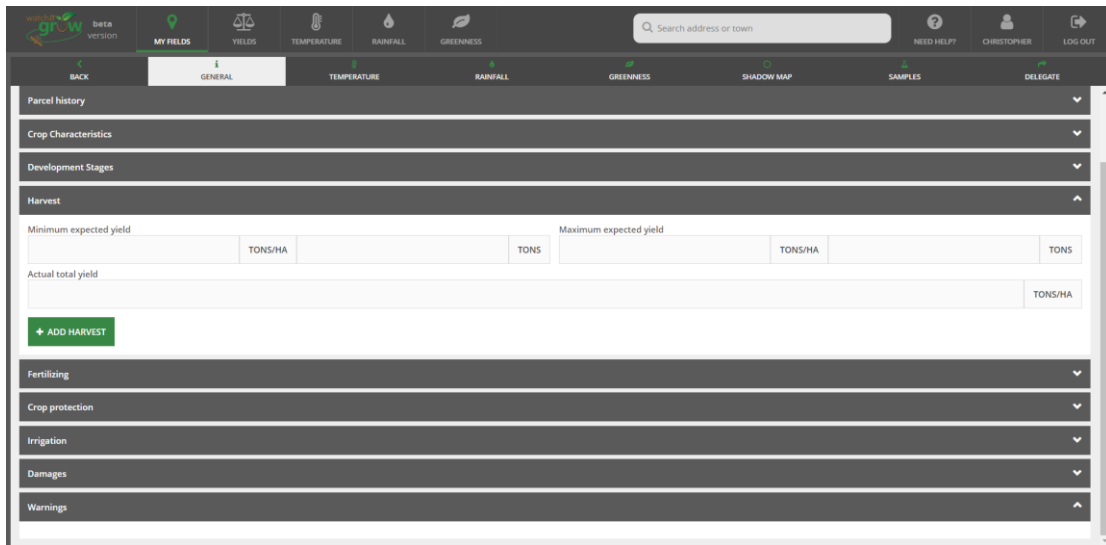 watchit grow beta version
MY FIELDS YIELDS TEMPERATURE RAINFALL GREENNESS Search address or town NEED HELP? CHRISTOPHER LOG OUT
BACK GENERAL TEMPERATURE RAINFALL GREENNESS SHADOW MAP SAMPLES DELEGATE
Parcel history
Crop Characteristics
Development Stages
Harvest
Minimum expected yield Maximum expected yield
TONS/HA TONS TONS/HA TONS
Actual total yield
TONS/HA
+ ADD HARVEST
Fertilizing
Crop protection
Irrigation
Damages
Warnings